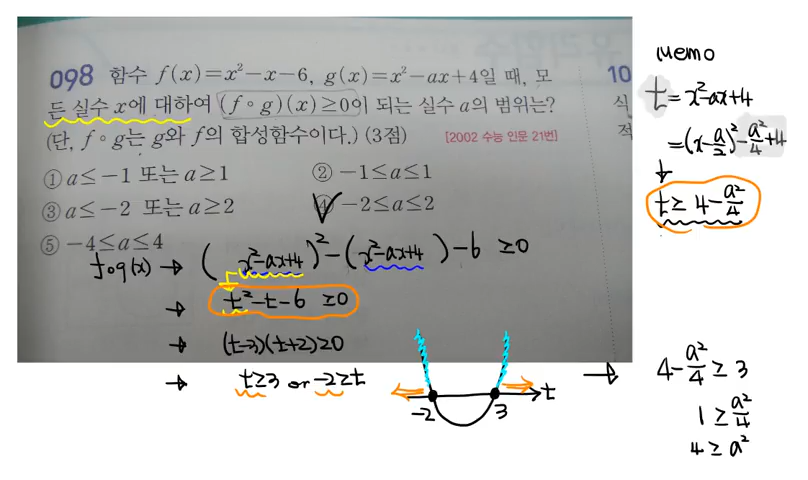 098 함수 f(x)=x²-x-6, g(x)=x²-ax+4일 때, 모
든 실수 x에 대하여 (f∘g)(x)≥0이 되는 실수 a의 범위는?
(단, f∘g는 g와 f의 합성함수이다.) (3점) [2002 수능 인문 21번]
① a≤-1 또는 a≥1 ② -1≤a≤1
③ a≤-2 또는 a≥2 ④ -2≤a≤2
⑤ -4≤a≤4
fog(x) → (x²-ax+4)²-(x²-ax+4)-6 ≥0
→ t²-t-6 ≥0
→ (t-3)(t+2)≥0
→ t≥3 or -2≥t
-2 3 t
10
식
적
MEMO
t = x²-ax+4
= (x-a/2)²-a²/4+4
↓
t ≥ 4-a²/4
→ 4-a²/4 ≥ 3
1 ≥ a²/4
4 ≥ a²